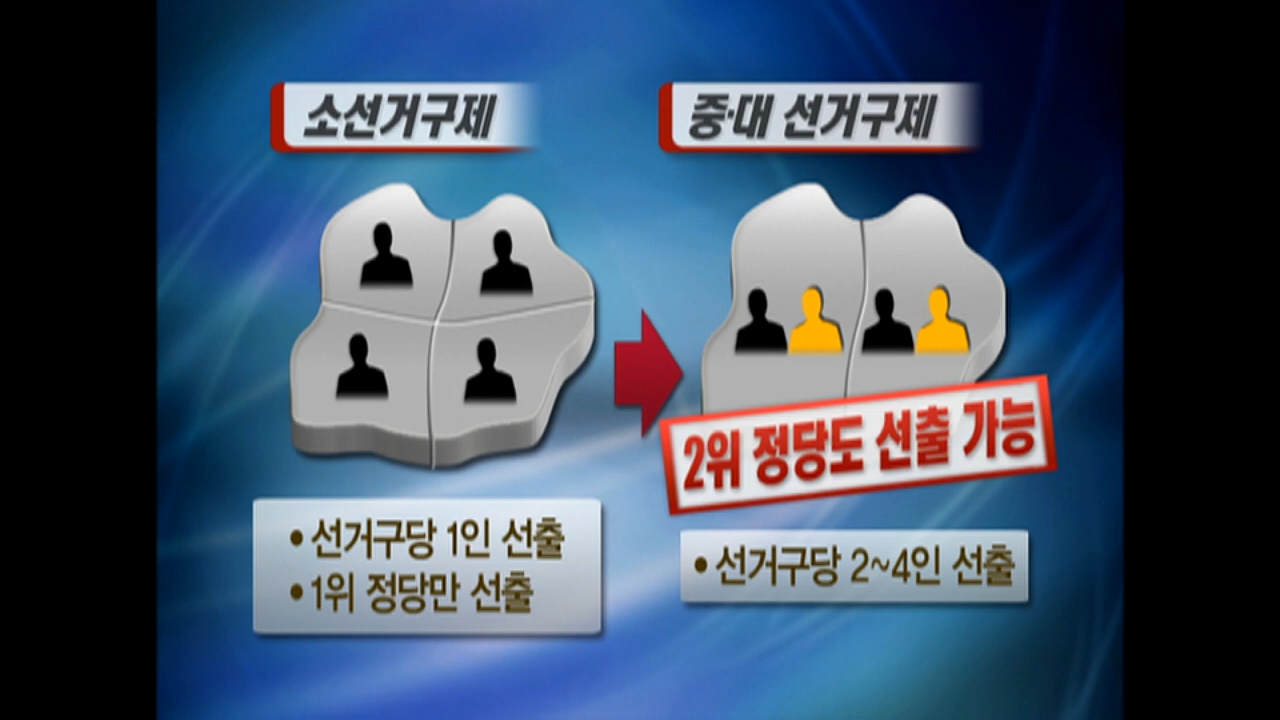 소선거구제
중·대 선거구제
2위 정당도 선출 가능
• 선거구당 1인 선출
• 1위 정당만 선출
• 선거구당 2~4인 선출